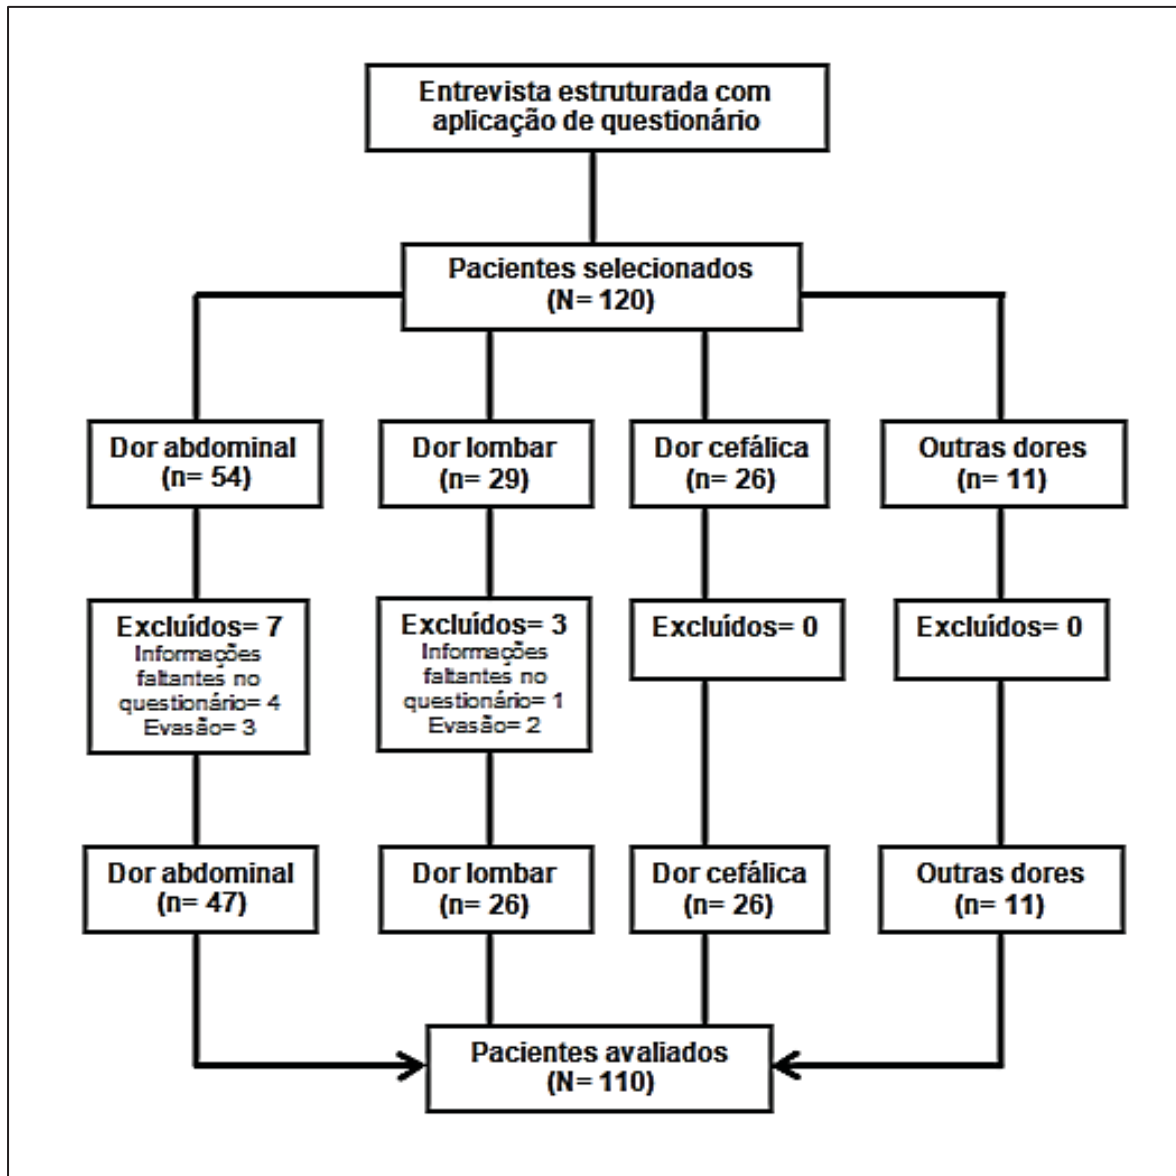 Entrevista estruturada com
aplicação de questionário
Pacientes selecionados
(N= 120)
Dor abdominal
(n= 54)
Dor lombar
(n= 29)
Dor cefálica
(n= 26)
Outras dores
(n= 11)
Excluídos= 7
Informações
faltantes no
questionário= 4
Evasão= 3
Excluídos= 3
Informações
faltantes no
questionário= 1
Evasão= 2
Excluídos= 0
Excluídos= 0
Dor abdominal
(n= 47)
Dor lombar
(n= 26)
Dor cefálica
(n= 26)
Outras dores
(n= 11)
Pacientes avaliados
(N= 110)